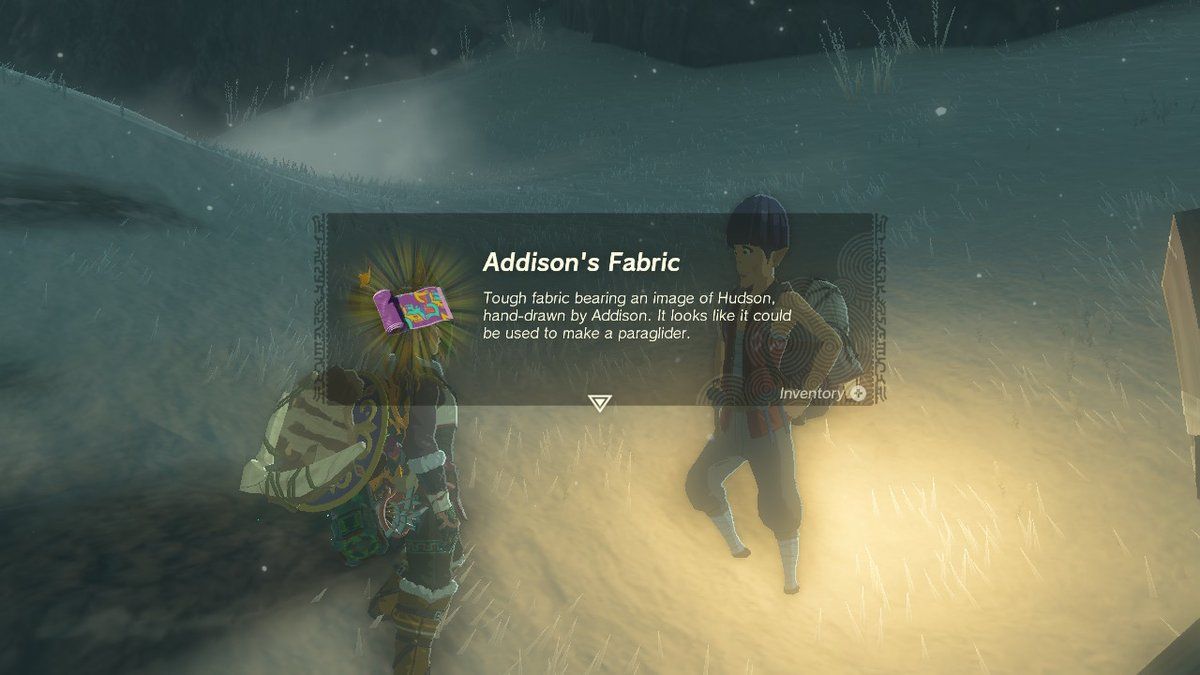 Addison's Fabric
Tough fabric bearing an image of Hudson,
hand-drawn by Addison. It looks like it could
be used to make a paraglider.
Inventory